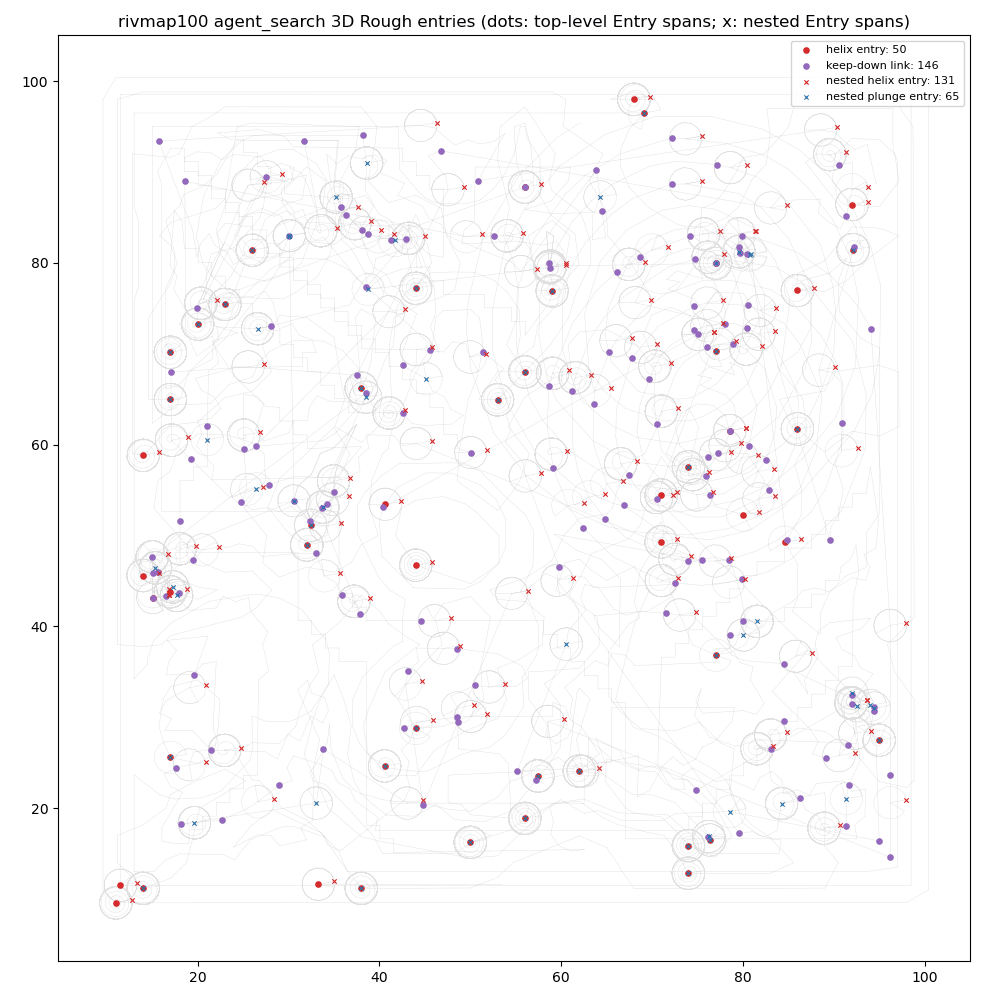 rivmap100 agent_search 3D Rough entries (dots: top-level Entry spans; x: nested Entry spans)
helix entry: 50
keep-down link: 146
nested helix entry: 131
nested plunge entry: 65
100
80
60
40
20
20
40
60
80
100